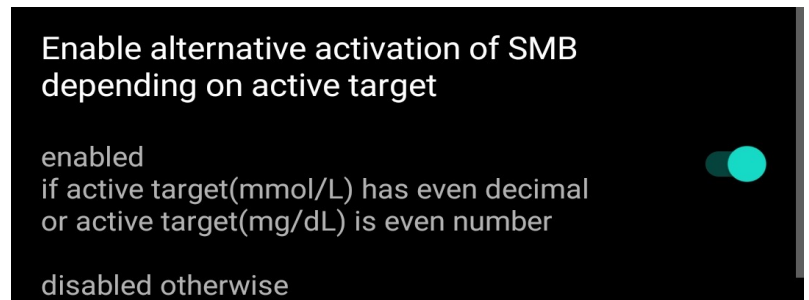 Enable alternative activation of SMB
depending on active target
enabled
if active target(mmol/L) has even decimal
or active target(mg/dL) is even number
disabled otherwise